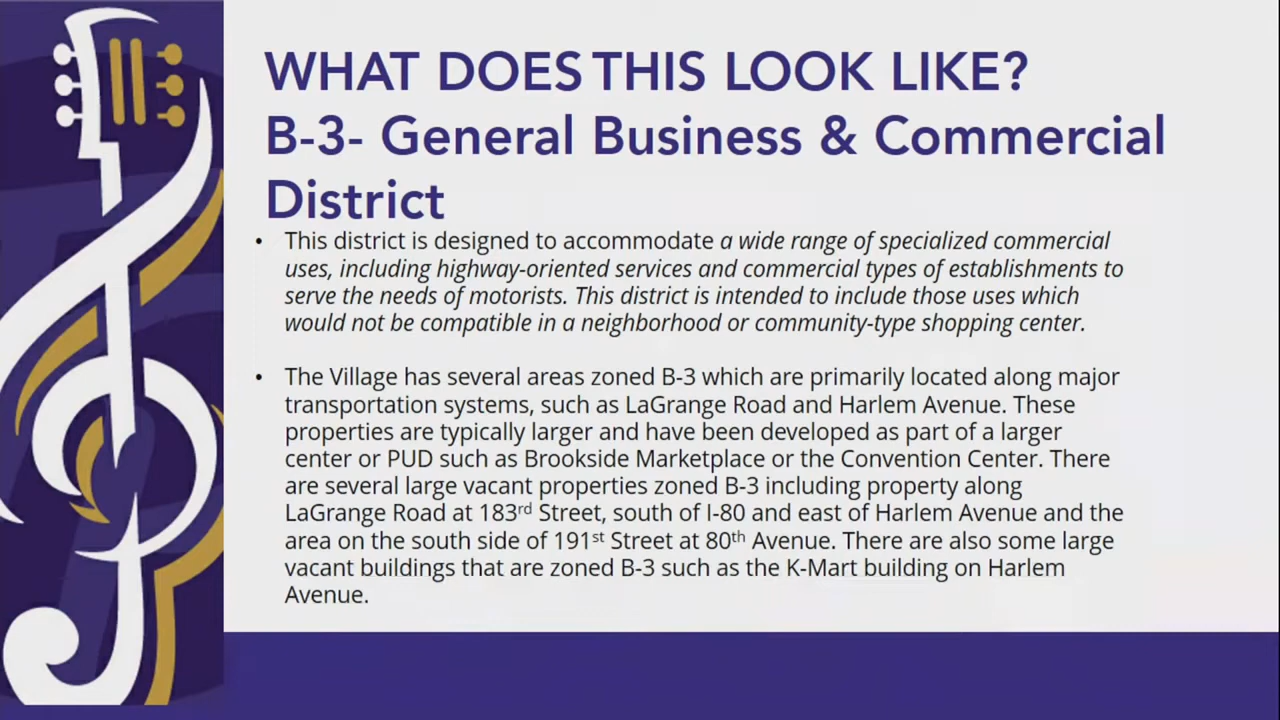 WHAT DOES THIS LOOK LIKE?
B-3- General Business & Commercial
District
• This district is designed to accommodate a wide range of specialized commercial
uses, including highway-oriented services and commercial types of establishments to
serve the needs of motorists. This district is intended to include those uses which
would not be compatible in a neighborhood or community-type shopping center.
• The Village has several areas zoned B-3 which are primarily located along major
transportation systems, such as LaGrange Road and Harlem Avenue. These
properties are typically larger and have been developed as part of a larger
center or PUD such as Brookside Marketplace or the Convention Center. There
are several large vacant properties zoned B-3 including property along
LaGrange Road at 183rd Street, south of I-80 and east of Harlem Avenue and the
area on the south side of 191st Street at 80th Avenue. There are also some large
vacant buildings that are zoned B-3 such as the K-Mart building on Harlem
Avenue.